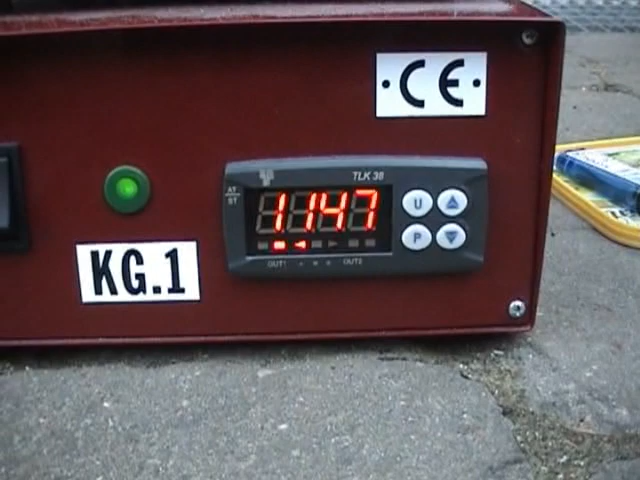 CE
TLK 38
AT
ST
1147
U
P
OUT1
OUT2
KG.1